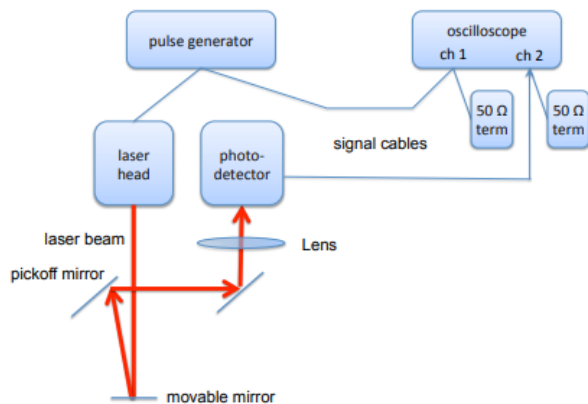 pulse generator
oscilloscope
ch 1
ch 2
50 Ω
term
50 Ω
term
signal cables
laser
head
photo-
detector
laser beam
Lens
pickoff mirror
movable mirror